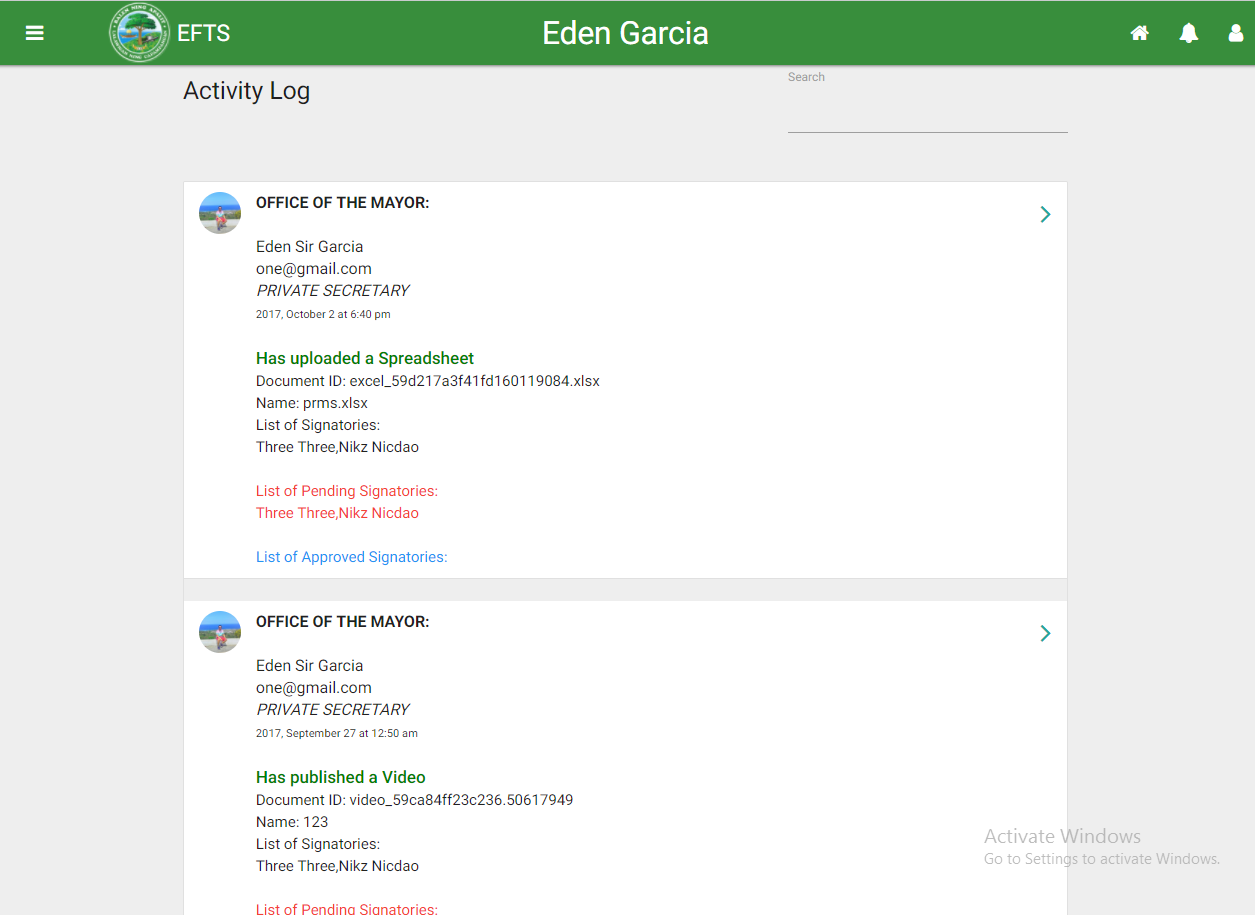 EFTS
Eden Garcia
Activity Log
Search
OFFICE OF THE MAYOR:
Eden Sir Garcia
one@gmail.com
PRIVATE SECRETARY
2017, October 2 at 6:40 pm
Has uploaded a Spreadsheet
Document ID: excel_59d217a3f41fd160119084.xlsx
Name: prms.xlsx
List of Signatories:
Three Three,Nikz Nicdao
List of Pending Signatories:
Three Three,Nikz Nicdao
List of Approved Signatories:
OFFICE OF THE MAYOR:
Eden Sir Garcia
one@gmail.com
PRIVATE SECRETARY
2017, September 27 at 12:50 am
Has published a Video
Document ID: video_59ca84ff23c236.50617949
Name: 123
List of Signatories:
Three Three,Nikz Nicdao
List of Pending Signatories:
Activate Windows
Go to Settings to activate Windows.